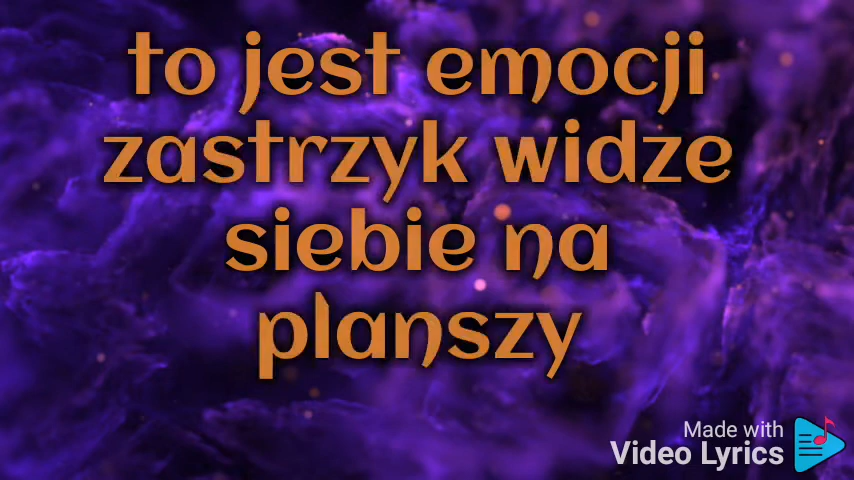 to jest emocji
zastrzyk widze
siebie na
planszy
Made with
Video Lyrics